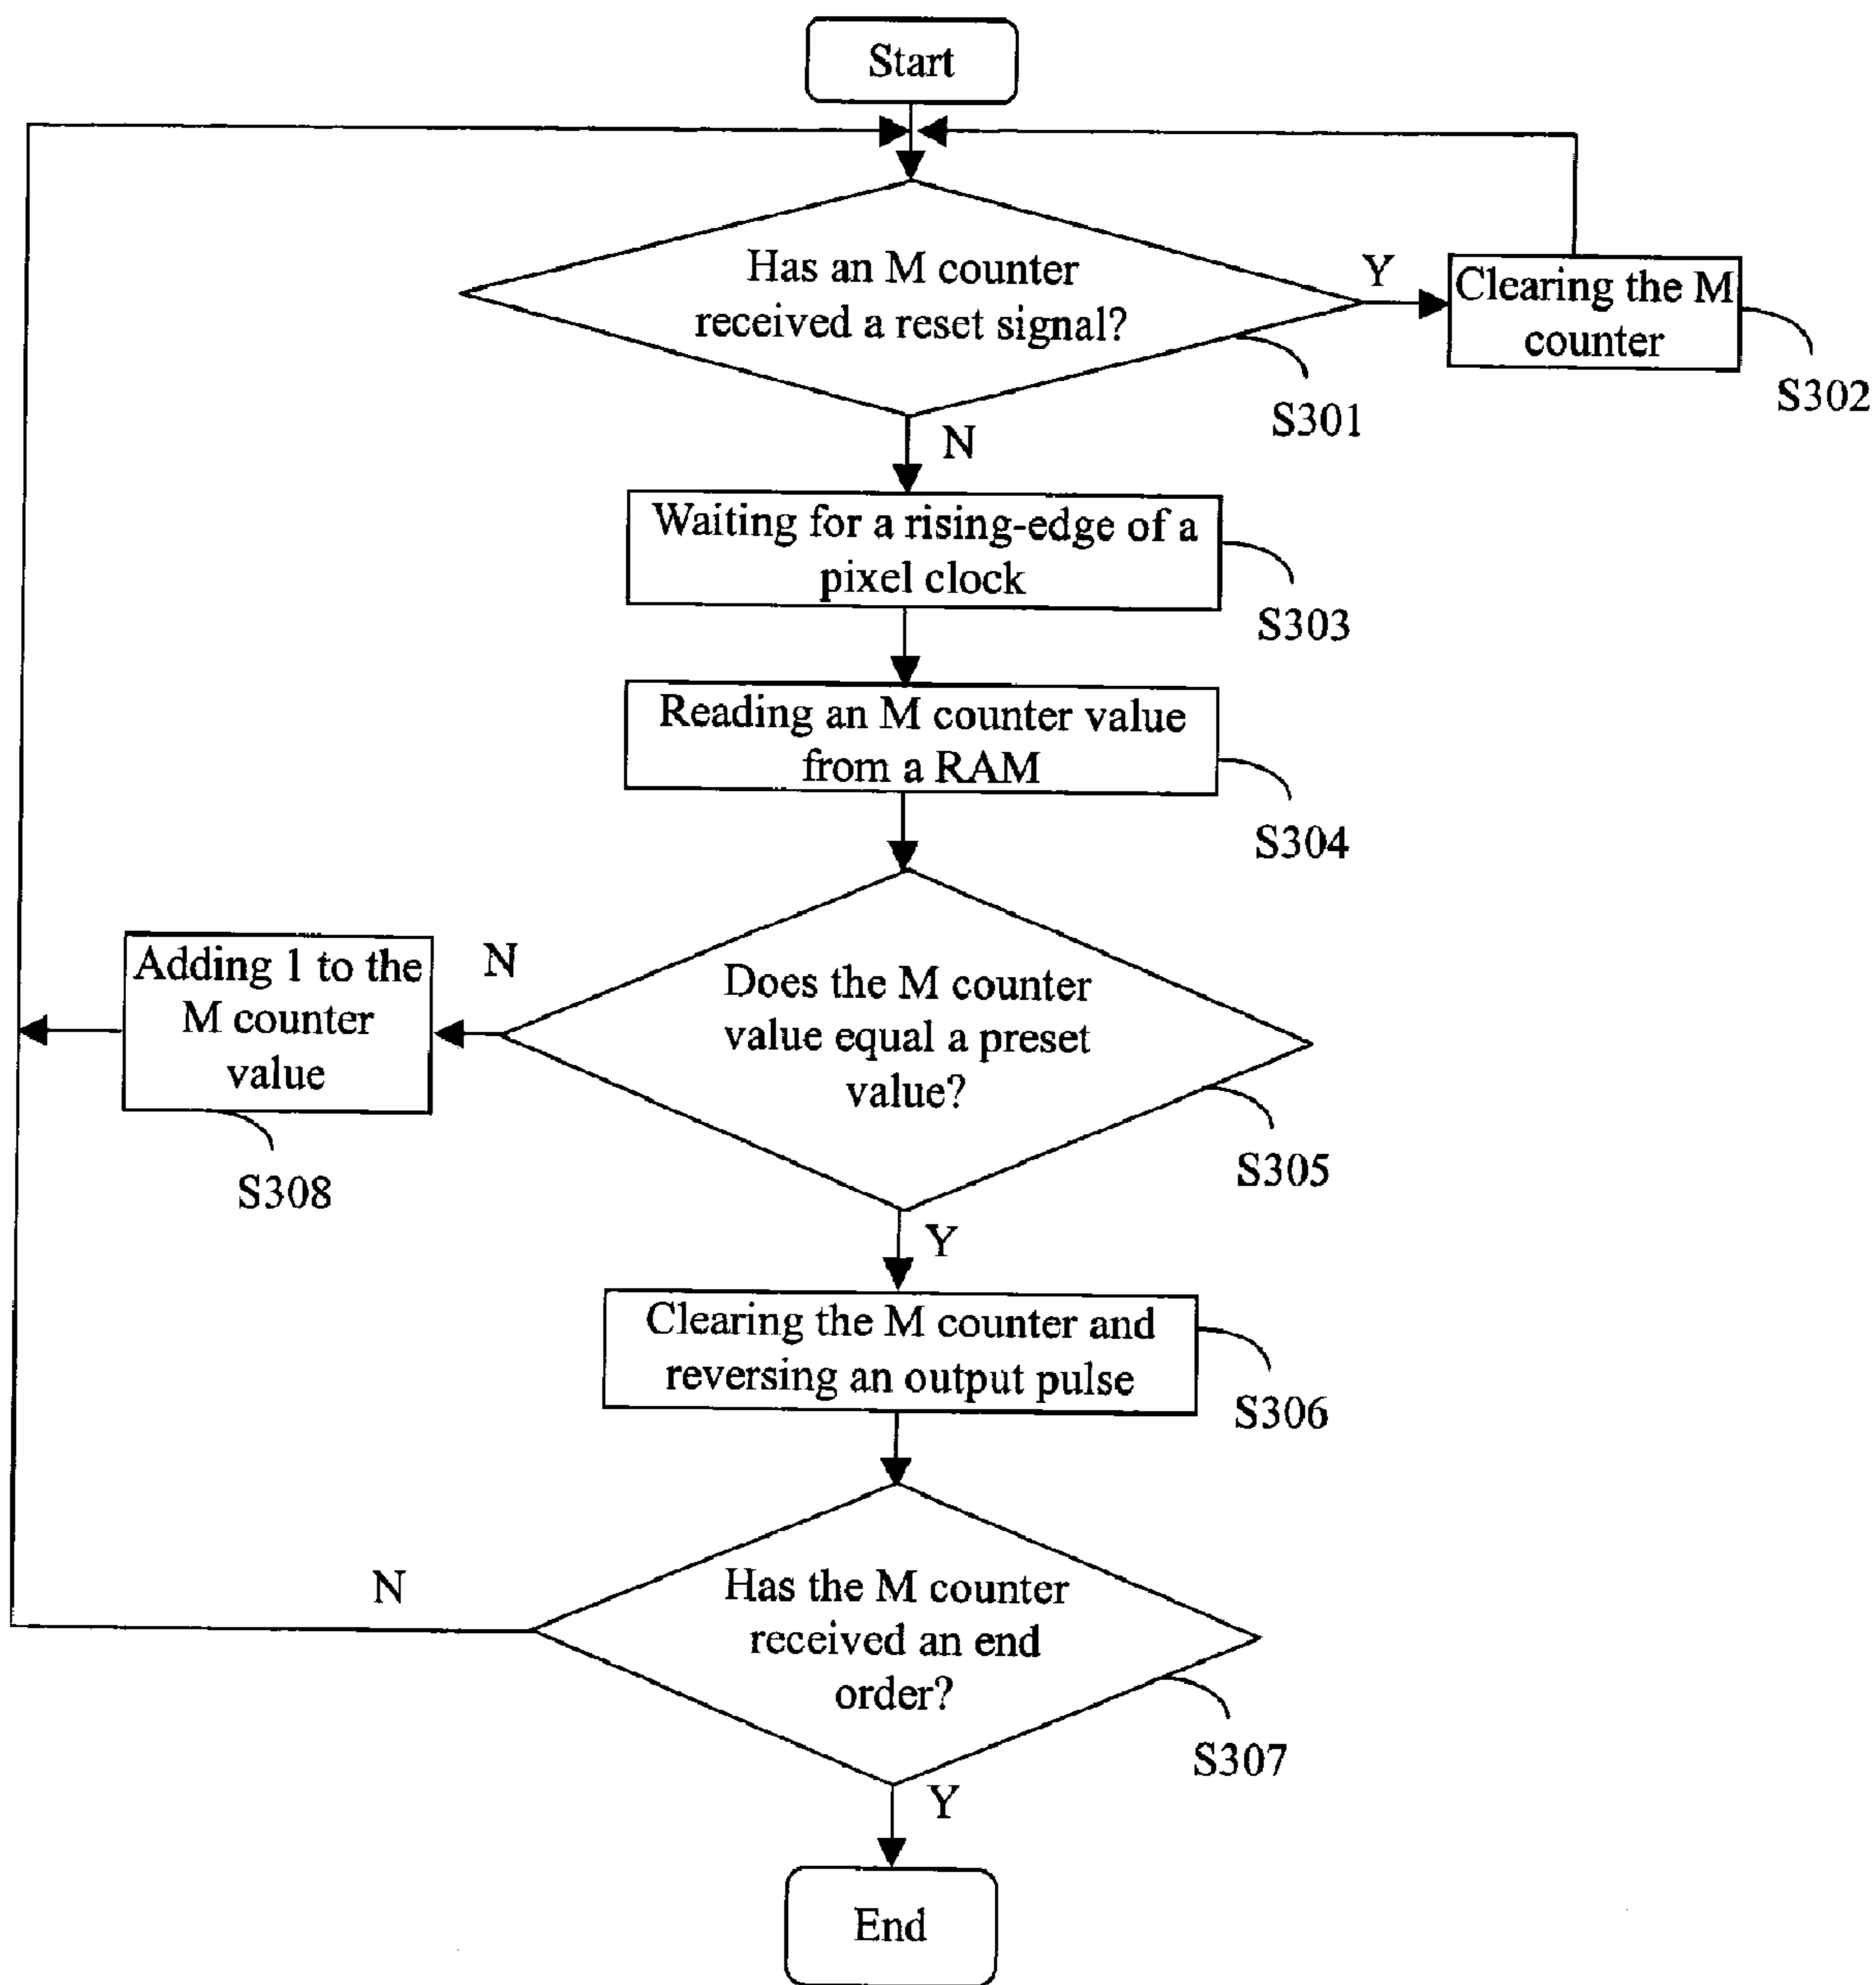 Start
Has an M counter
received a reset signal?
Y
Clearing the M
counter
S302
S301
N
Waiting for a rising-edge of a
pixel clock
S303
Reading an M counter value
from a RAM
S304
Does the M counter
value equal a preset
value?
S305
N
Adding 1 to the
M counter
value
S308
Y
Clearing the M counter and
reversing an output pulse
S306
Has the M counter
received an end
order?
S307
N
Y
End